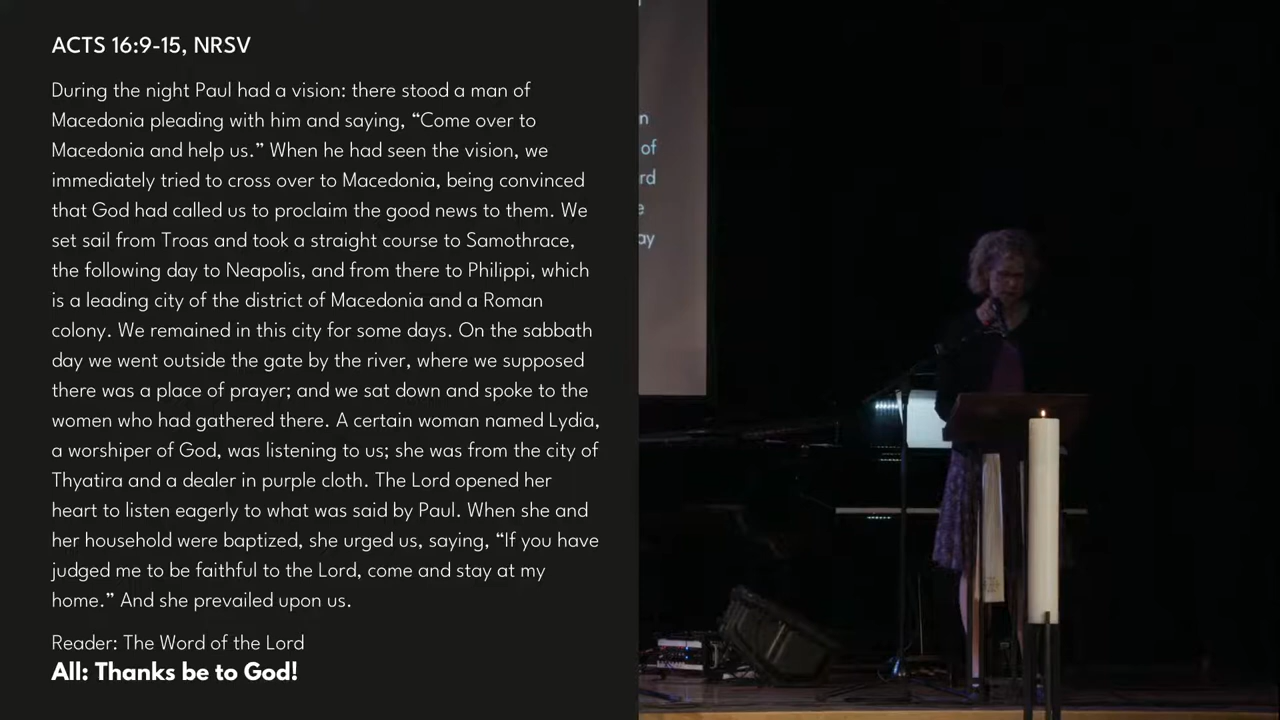 ACTS 16:9-15, NRSV
During the night Paul had a vision: there stood a man of
Macedonia pleading with him and saying, “Come over to
Macedonia and help us.” When he had seen the vision, we
immediately tried to cross over to Macedonia, being convinced
that God had called us to proclaim the good news to them. We
set sail from Troas and took a straight course to Samothrace,
the following day to Neapolis, and from there to Philippi, which
is a leading city of the district of Macedonia and a Roman
colony. We remained in this city for some days. On the sabbath
day we went outside the gate by the river, where we supposed
there was a place of prayer; and we sat down and spoke to the
women who had gathered there. A certain woman named Lydia,
a worshiper of God, was listening to us; she was from the city of
Thyatira and a dealer in purple cloth. The Lord opened her
heart to listen eagerly to what was said by Paul. When she and
her household were baptized, she urged us, saying, “If you have
judged me to be faithful to the Lord, come and stay at my
home.” And she prevailed upon us.
Reader: The Word of the Lord
All: Thanks be to God!
n
of
rd
e
ay